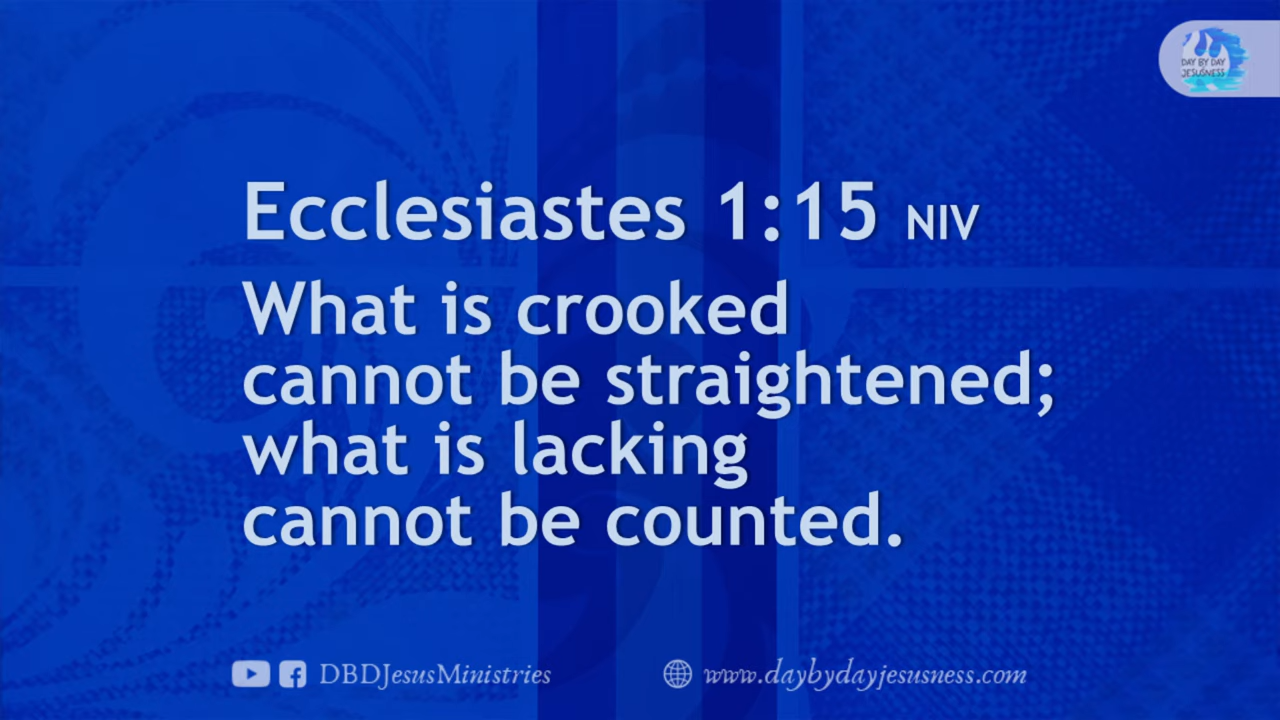 DAY BY DAY
JESUSNESS
Ecclesiastes 1:15 NIV
What is crooked
cannot be straightened;
what is lacking
cannot be counted.
DBDJesusMinistries
www.daybydayjesusness.com